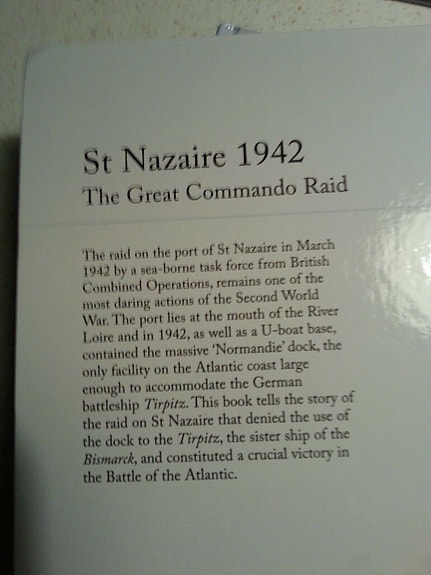 St Nazaire 1942
The Great Commando Raid
The raid on the port of St Nazaire in March
1942 by a sea-borne task force from British
Combined Operations, remains one of the
most daring actions of the Second World
War. The port lies at the mouth of the River
Loire and in 1942, as well as a U-boat base,
contained the massive ‘Normandie’ dock, the
only facility on the Atlantic coast large
enough to accommodate the German
battleship Tirpitz. This book tells the story of
the raid on St Nazaire that denied the use of
the dock to the Tirpitz, the sister ship of the
Bismarck, and constituted a crucial victory in
the Battle of the Atlantic.